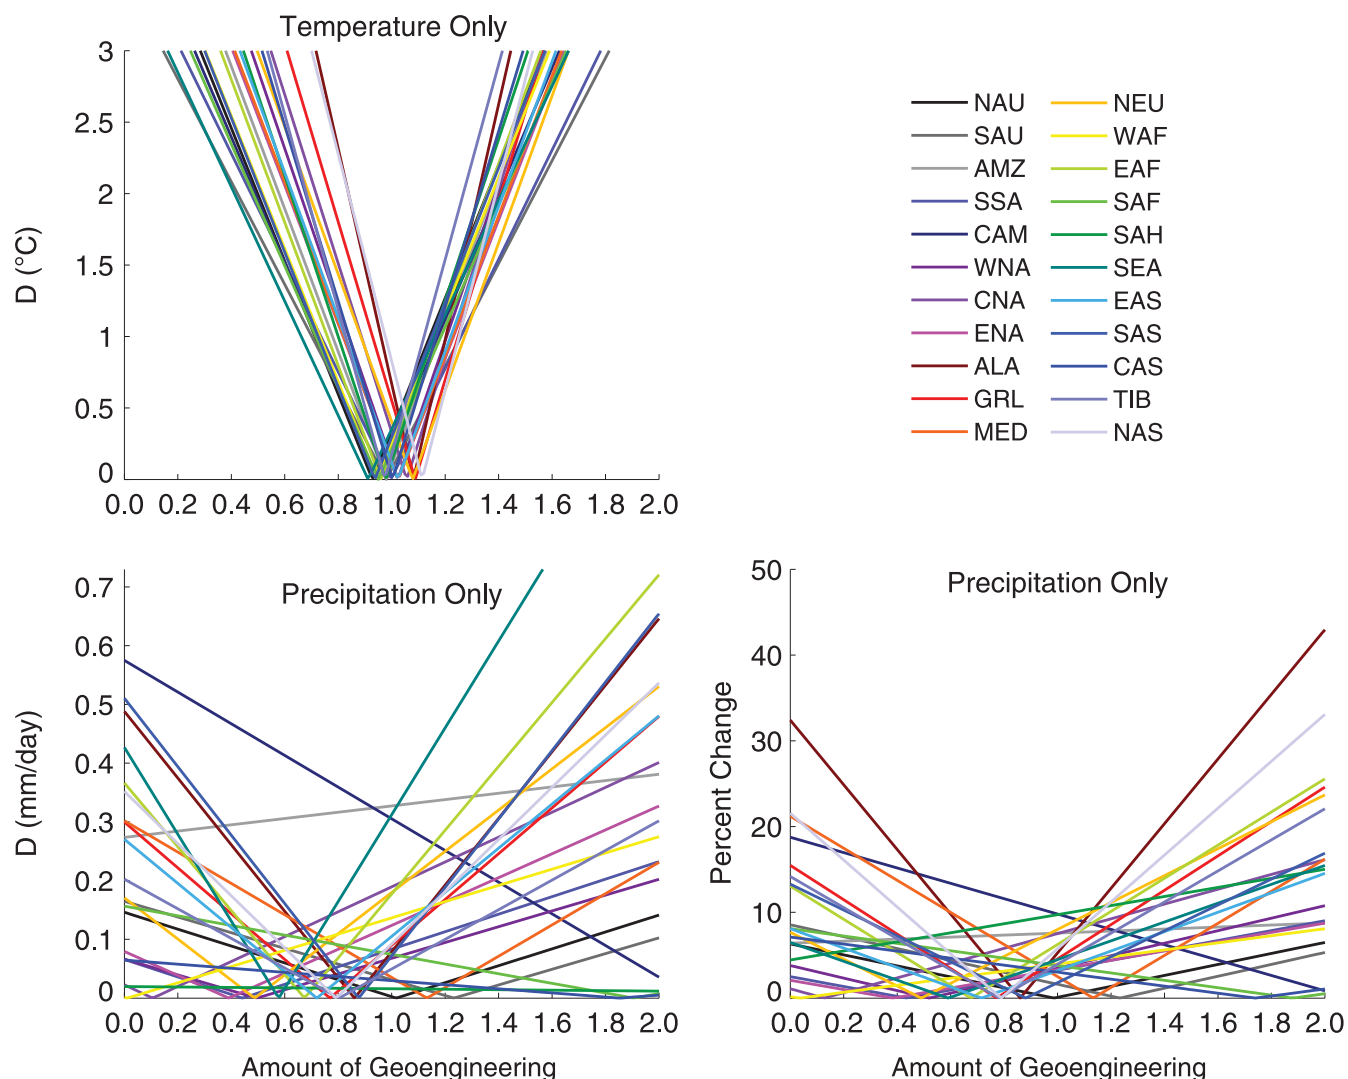 Temperature Only
3
2.5
2
1.5
1
0.5
0
D (°C)
0.0 0.2 0.4 0.6 0.8 1.0 1.2 1.4 1.6 1.8 2.0
NAU NEU
SAU WAF
AMZ EAF
SSA SAF
CAM SAH
WNA SEA
CNA EAS
ENA SAS
ALA CAS
GRL TIB
MED NAS
Precipitation Only
0.7
0.6
0.5
0.4
0.3
0.2
0.1
0
D (mm/day)
0.0 0.2 0.4 0.6 0.8 1.0 1.2 1.4 1.6 1.8 2.0
Amount of Geoengineering
Precipitation Only
50
40
30
20
10
0
Percent Change
0.0 0.2 0.4 0.6 0.8 1.0 1.2 1.4 1.6 1.8 2.0
Amount of Geoengineering